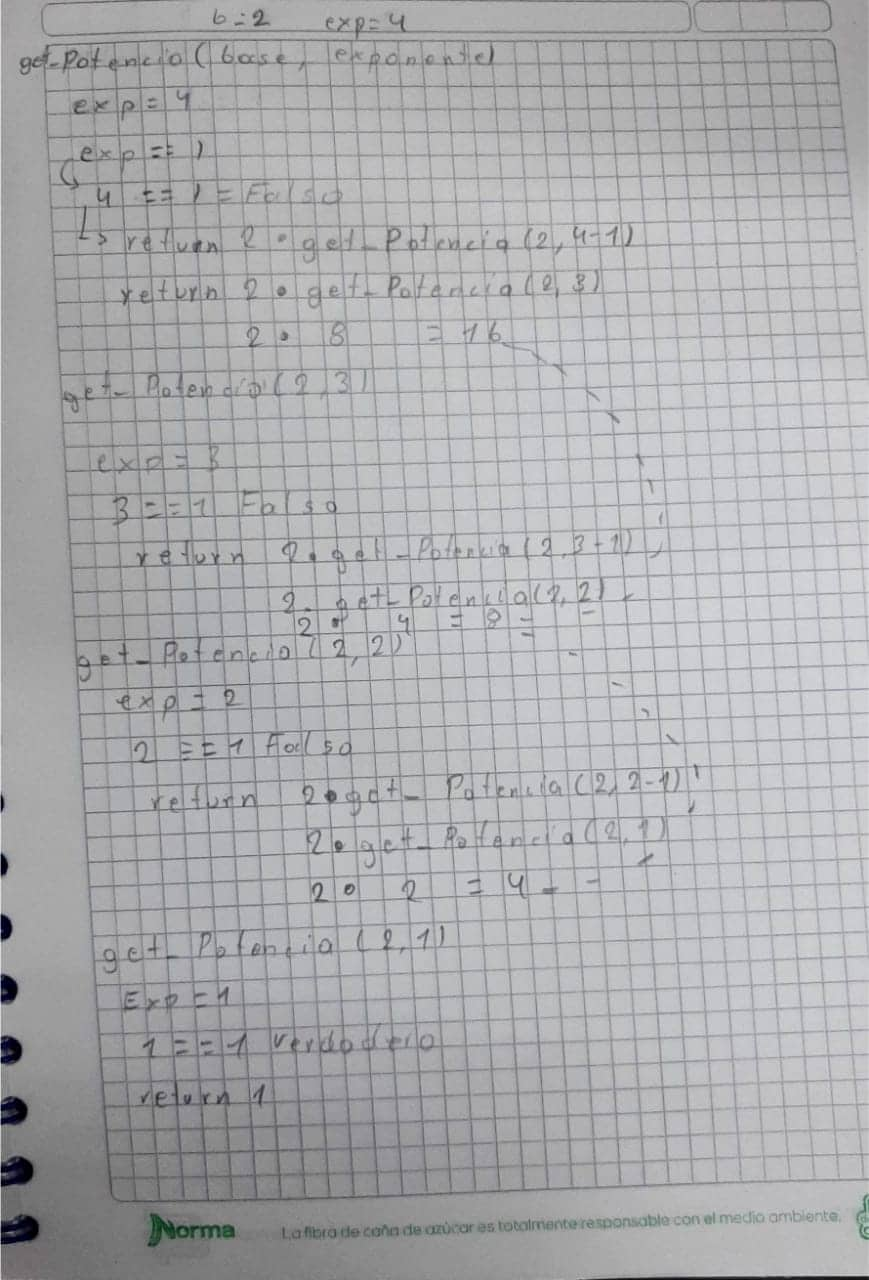 b=2 exp=4
get-Potencia (base, exponente)
exp=4
exp == 1
4 == 1 = Falso
return 2 • get-Potencia (2, 4-1)
return 2 • get-Potencia (2, 3)
2 • 8 = 16
get-Potencia (2, 3)
exp = 3
3 == 1 Falso
return 2 • get-Potencia (2, 3-1)
2 • get-Potencia (2, 2)
2 • 4 = 8 =
get-Potencia (2, 2)
exp = 2
2 == 1 Falso
return 2 • get-Potencia (2, 2-1)
2 • get-Potencia (2, 1)
2 • 2 = 4
get-Potencia (2, 1)
Exp = 1
1 == 1 verdadero
return 1
Norma La fibra de caña de azúcar es totalmente responsable con el medio ambiente.